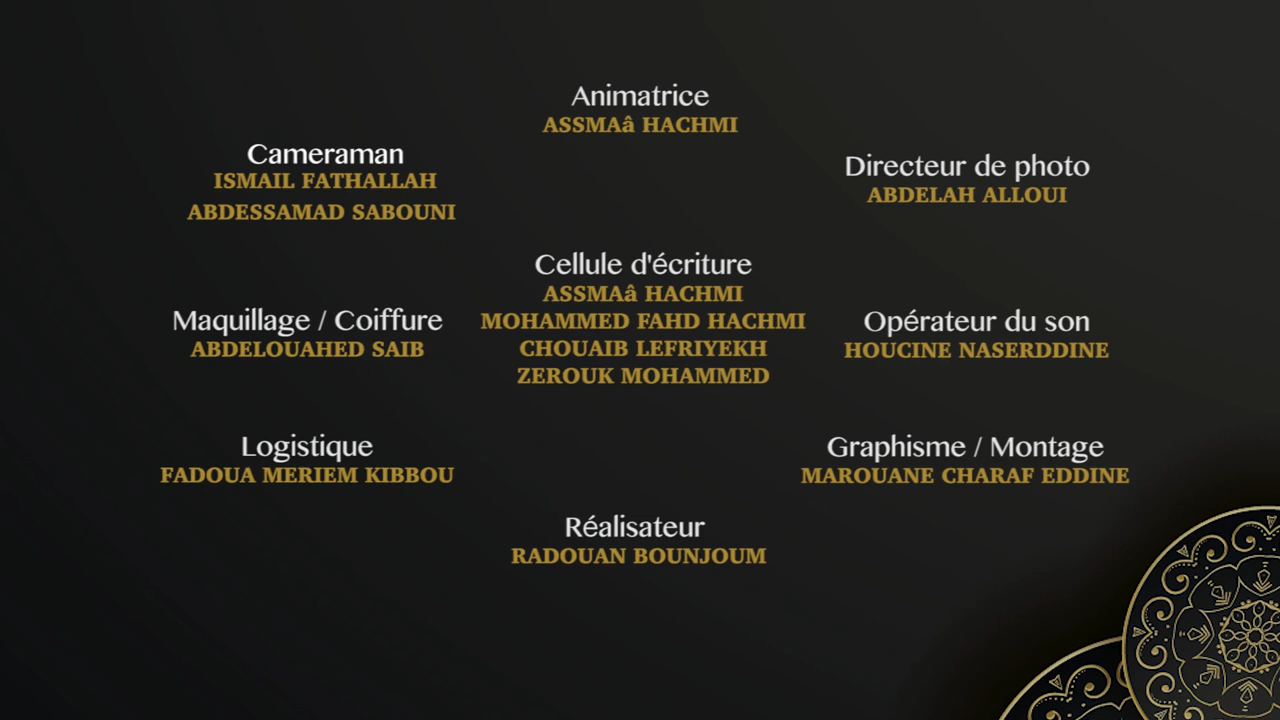 Animatrice
ASSMAâ HACHMI
Cameraman
ISMAIL FATHALLAH
ABDESSAMAD SABOUNI
Directeur de photo
ABDELAH ALLOUI
Cellule d'écriture
ASSMAâ HACHMI
MOHAMMED FAHD HACHMI
CHOUAIB LEFRIYEKH
ZEROUK MOHAMMED
Maquillage / Coiffure
ABDELOUAHED SAIB
Opérateur du son
HOUCINE NASERDDINE
Logistique
FADOUA MERIEM KIBBOU
Graphisme / Montage
MAROUANE CHARAF EDDINE
Réalisateur
RADOUAN BOUNJOUM